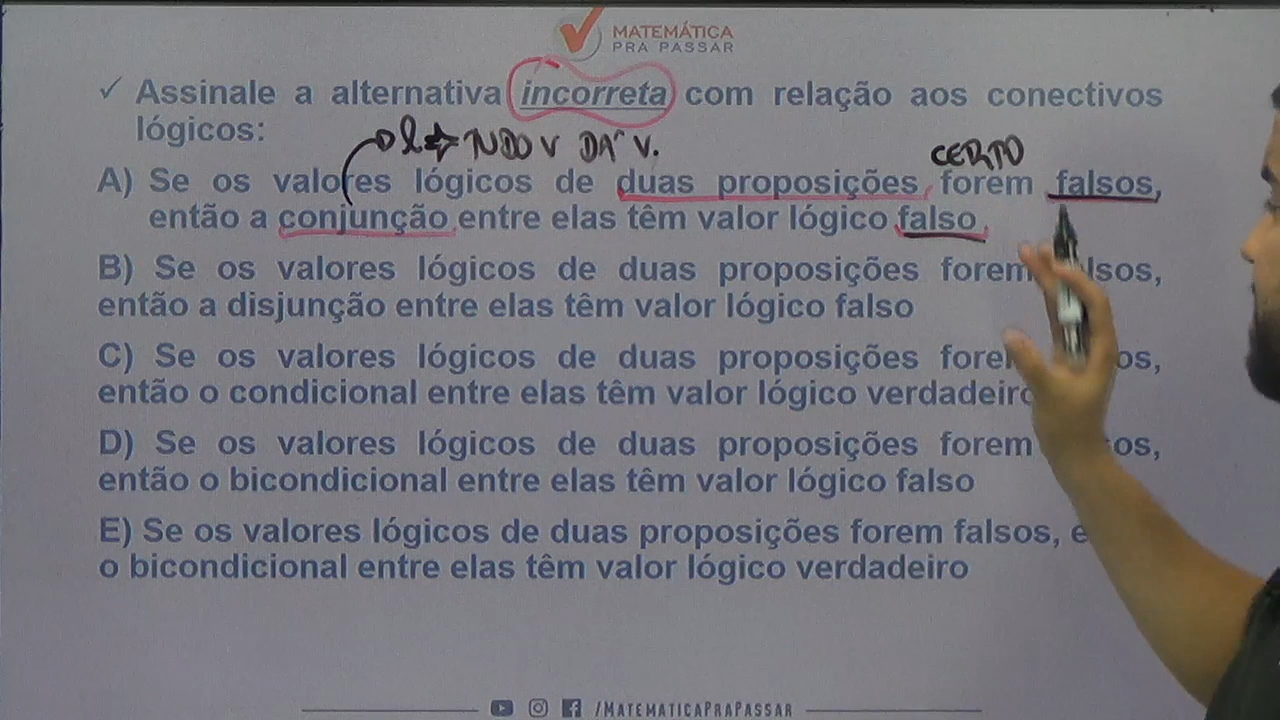 MATEMÁTICA
PRA PASSAR
✓ Assinale a alternativa incorreta com relação aos conectivos
lógicos:
TUDO V DÁ V.
CERTO
A) Se os valores lógicos de duas proposições forem falsos,
então a conjunção entre elas têm valor lógico falso.
B) Se os valores lógicos de duas proposições forem
então a disjunção entre elas têm valor lógico falso
C) Se os valores lógicos de duas proposições
então o condicional entre elas têm valor lógico verdadeiro
D) Se os valores lógicos de duas proposições forem
então o bicondicional entre elas têm valor lógico falso
E) Se os valores lógicos de duas proposições forem falsos,
o bicondicional entre elas têm valor lógico verdadeiro
/MATEMATICAPRAPASSAR